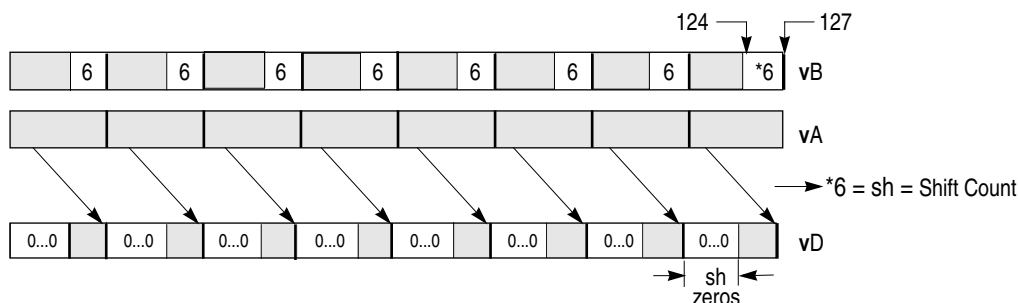 124 127
6 6 6 6 6 6 6 *6 vB
vA
*6 = sh = Shift Count
0...0 0...0 0...0 0...0 0...0 0...0 0...0 0...0 vD
sh
zeros